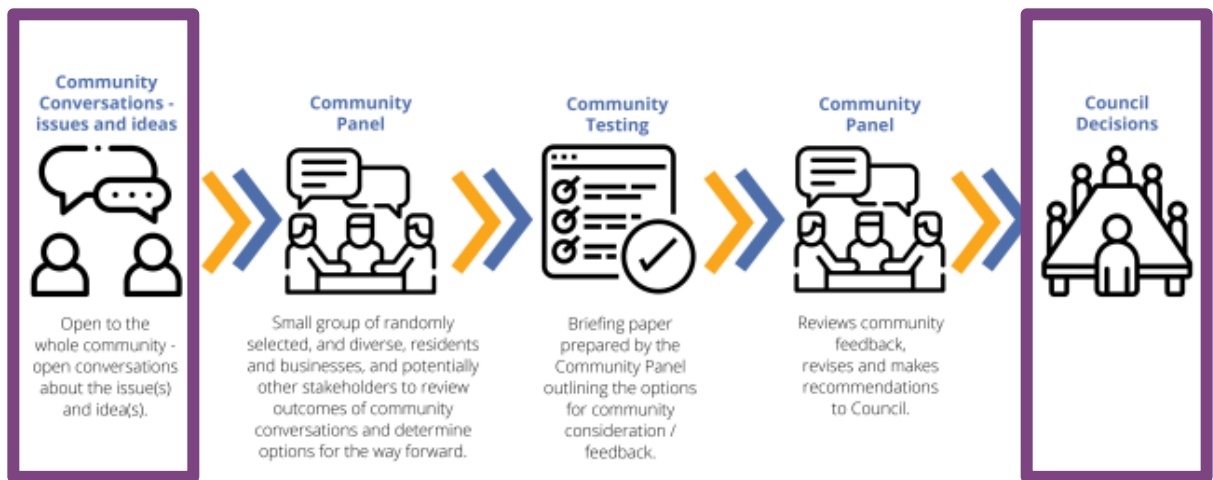 Community
Conversations -
issues and ideas
Open to the
whole community -
open conversations
about the issue(s)
and idea(s).
Community
Panel
Small group of randomly
selected, and diverse, residents
and businesses, and potentially
other stakeholders to review
outcomes of community
conversations and determine
options for the way forward.
Community
Testing
Briefing paper
prepared by the
Community Panel
outlining the options
for community
consideration /
feedback.
Community
Panel
Reviews community
feedback,
revises and makes
recommendations
to Council.
Council
Decisions